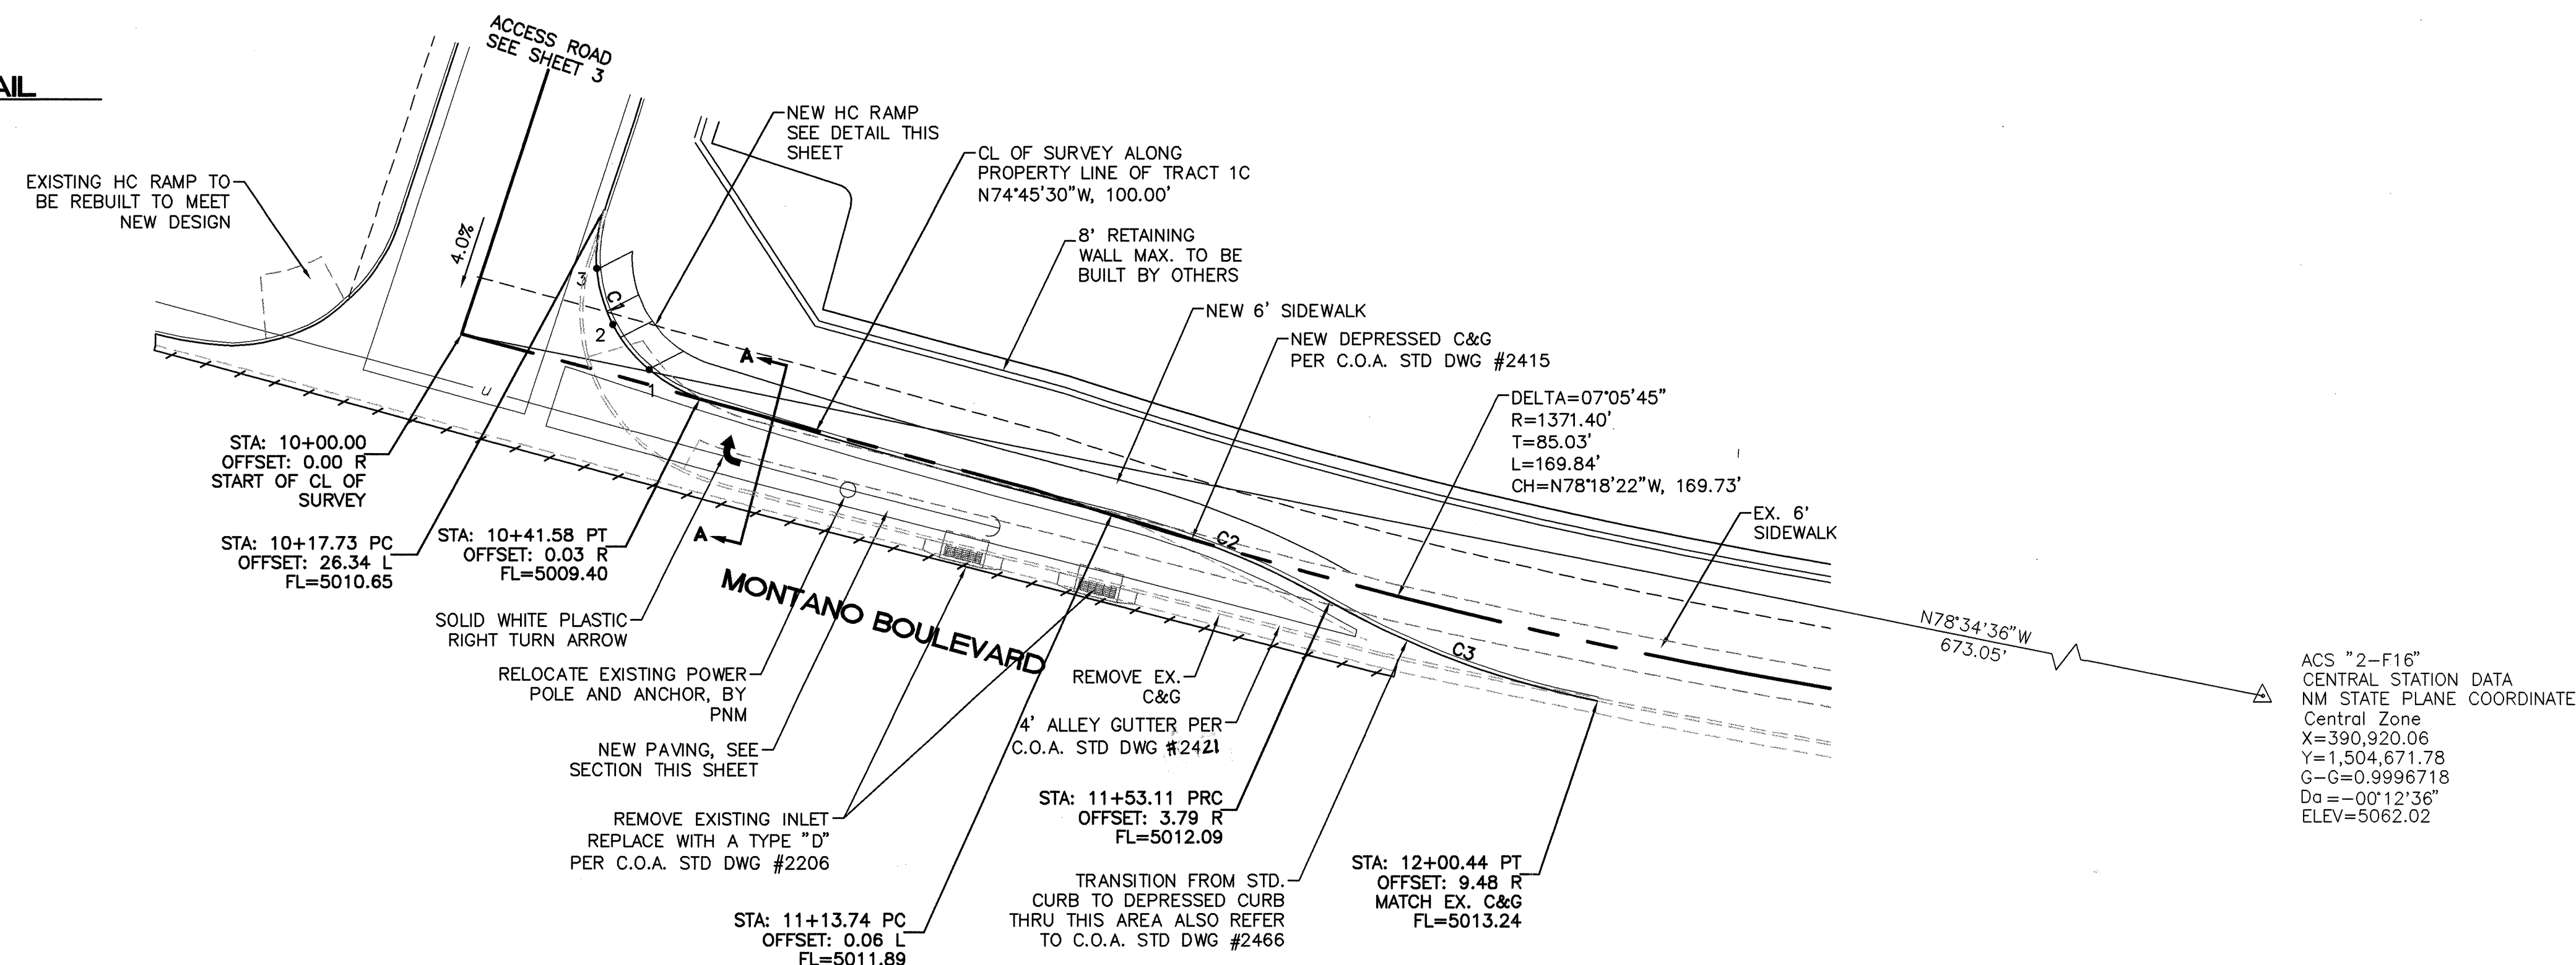 AIL
ACCESS ROAD
SEE SHEET 3
EXISTING HC RAMP TO
BE REBUILT TO MEET
NEW DESIGN
4.0%
NEW HC RAMP
SEE DETAIL THIS
SHEET
CL OF SURVEY ALONG
PROPERTY LINE OF TRACT 1C
N74°45'30"W, 100.00'
8' RETAINING
WALL MAX. TO BE
BUILT BY OTHERS
NEW 6' SIDEWALK
NEW DEPRESSED C&G
PER C.O.A. STD DWG #2415
DELTA=07°05'45"
R=1371.40'
T=85.03'
L=169.84'
CH=N78°18'22"W, 169.73'
EX. 6'
SIDEWALK
3
C1
2
1
A
A
U
C2
C3
STA: 10+00.00
OFFSET: 0.00 R
START OF CL OF
SURVEY
STA: 10+17.73 PC
OFFSET: 26.34 L
FL=5010.65
STA: 10+41.58 PT
OFFSET: 0.03 R
FL=5009.40
SOLID WHITE PLASTIC
RIGHT TURN ARROW
MONTANO BOULEVARD
RELOCATE EXISTING POWER
POLE AND ANCHOR, BY
PNM
NEW PAVING, SEE
SECTION THIS SHEET
REMOVE EXISTING INLET
REPLACE WITH A TYPE "D"
PER C.O.A. STD DWG #2206
STA: 11+13.74 PC
OFFSET: 0.06 L
FL=5011.89
REMOVE EX.
C&G
4' ALLEY GUTTER PER
C.O.A. STD DWG #2421
STA: 11+53.11 PRC
OFFSET: 3.79 R
FL=5012.09
TRANSITION FROM STD.
CURB TO DEPRESSED CURB
THRU THIS AREA ALSO REFER
TO C.O.A. STD DWG #2466
STA: 12+00.44 PT
OFFSET: 9.48 R
MATCH EX. C&G
FL=5013.24
N78°34'36"W
673.05'
ACS "2-F16"
CENTRAL STATION DATA
NM STATE PLANE COORDINATE
Central Zone
X=390,920.06
Y=1,504,671.78
G-G=0.9996718
Da=-00°12'36"
ELEV=5062.02